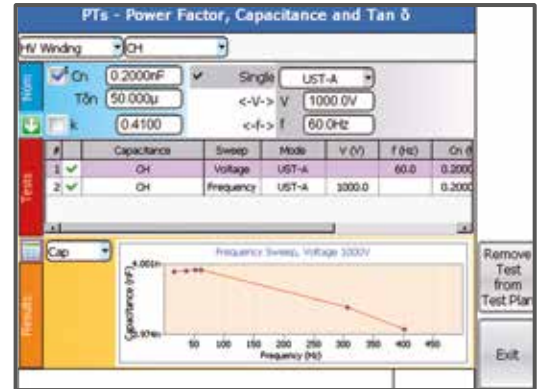 PTs - Power Factor, Capacitance and Tan δ
HV Winding CH
Nom
Cn 0.2000nF Single UST-A
Tδn 50.000μ <-V-> V 1000.0V
k 0.4100 <-f-> f 60.0Hz
Tests
# Capacitance Sweep Mode V (V) f (Hz) Cn (
1 CH Voltage UST-A 60.0 0.2000
2 CH Frequency UST-A 1000.0 0.2000
Results
Cap
Frequency Sweep, Voltage 1000V
Capacitance (nF)
4.001n
50 100 150 200 250 300 350 400 450
Frequency (Hz)
Remove
Test
from
Test Plan
Exit